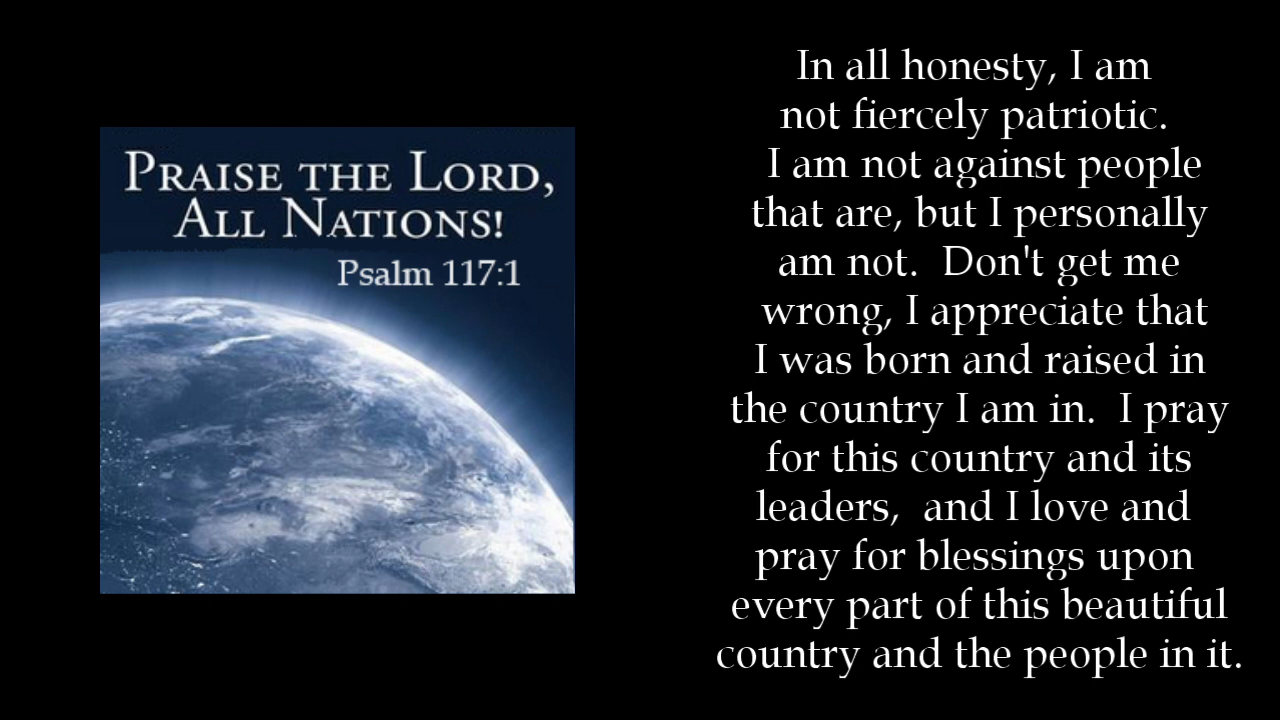 PRAISE THE LORD,
ALL NATIONS!
Psalm 117:1
In all honesty, I am
not fiercely patriotic.
I am not against people
that are, but I personally
am not. Don't get me
wrong, I appreciate that
I was born and raised in
the country I am in. I pray
for this country and its
leaders, and I love and
pray for blessings upon
every part of this beautiful
country and the people in it.